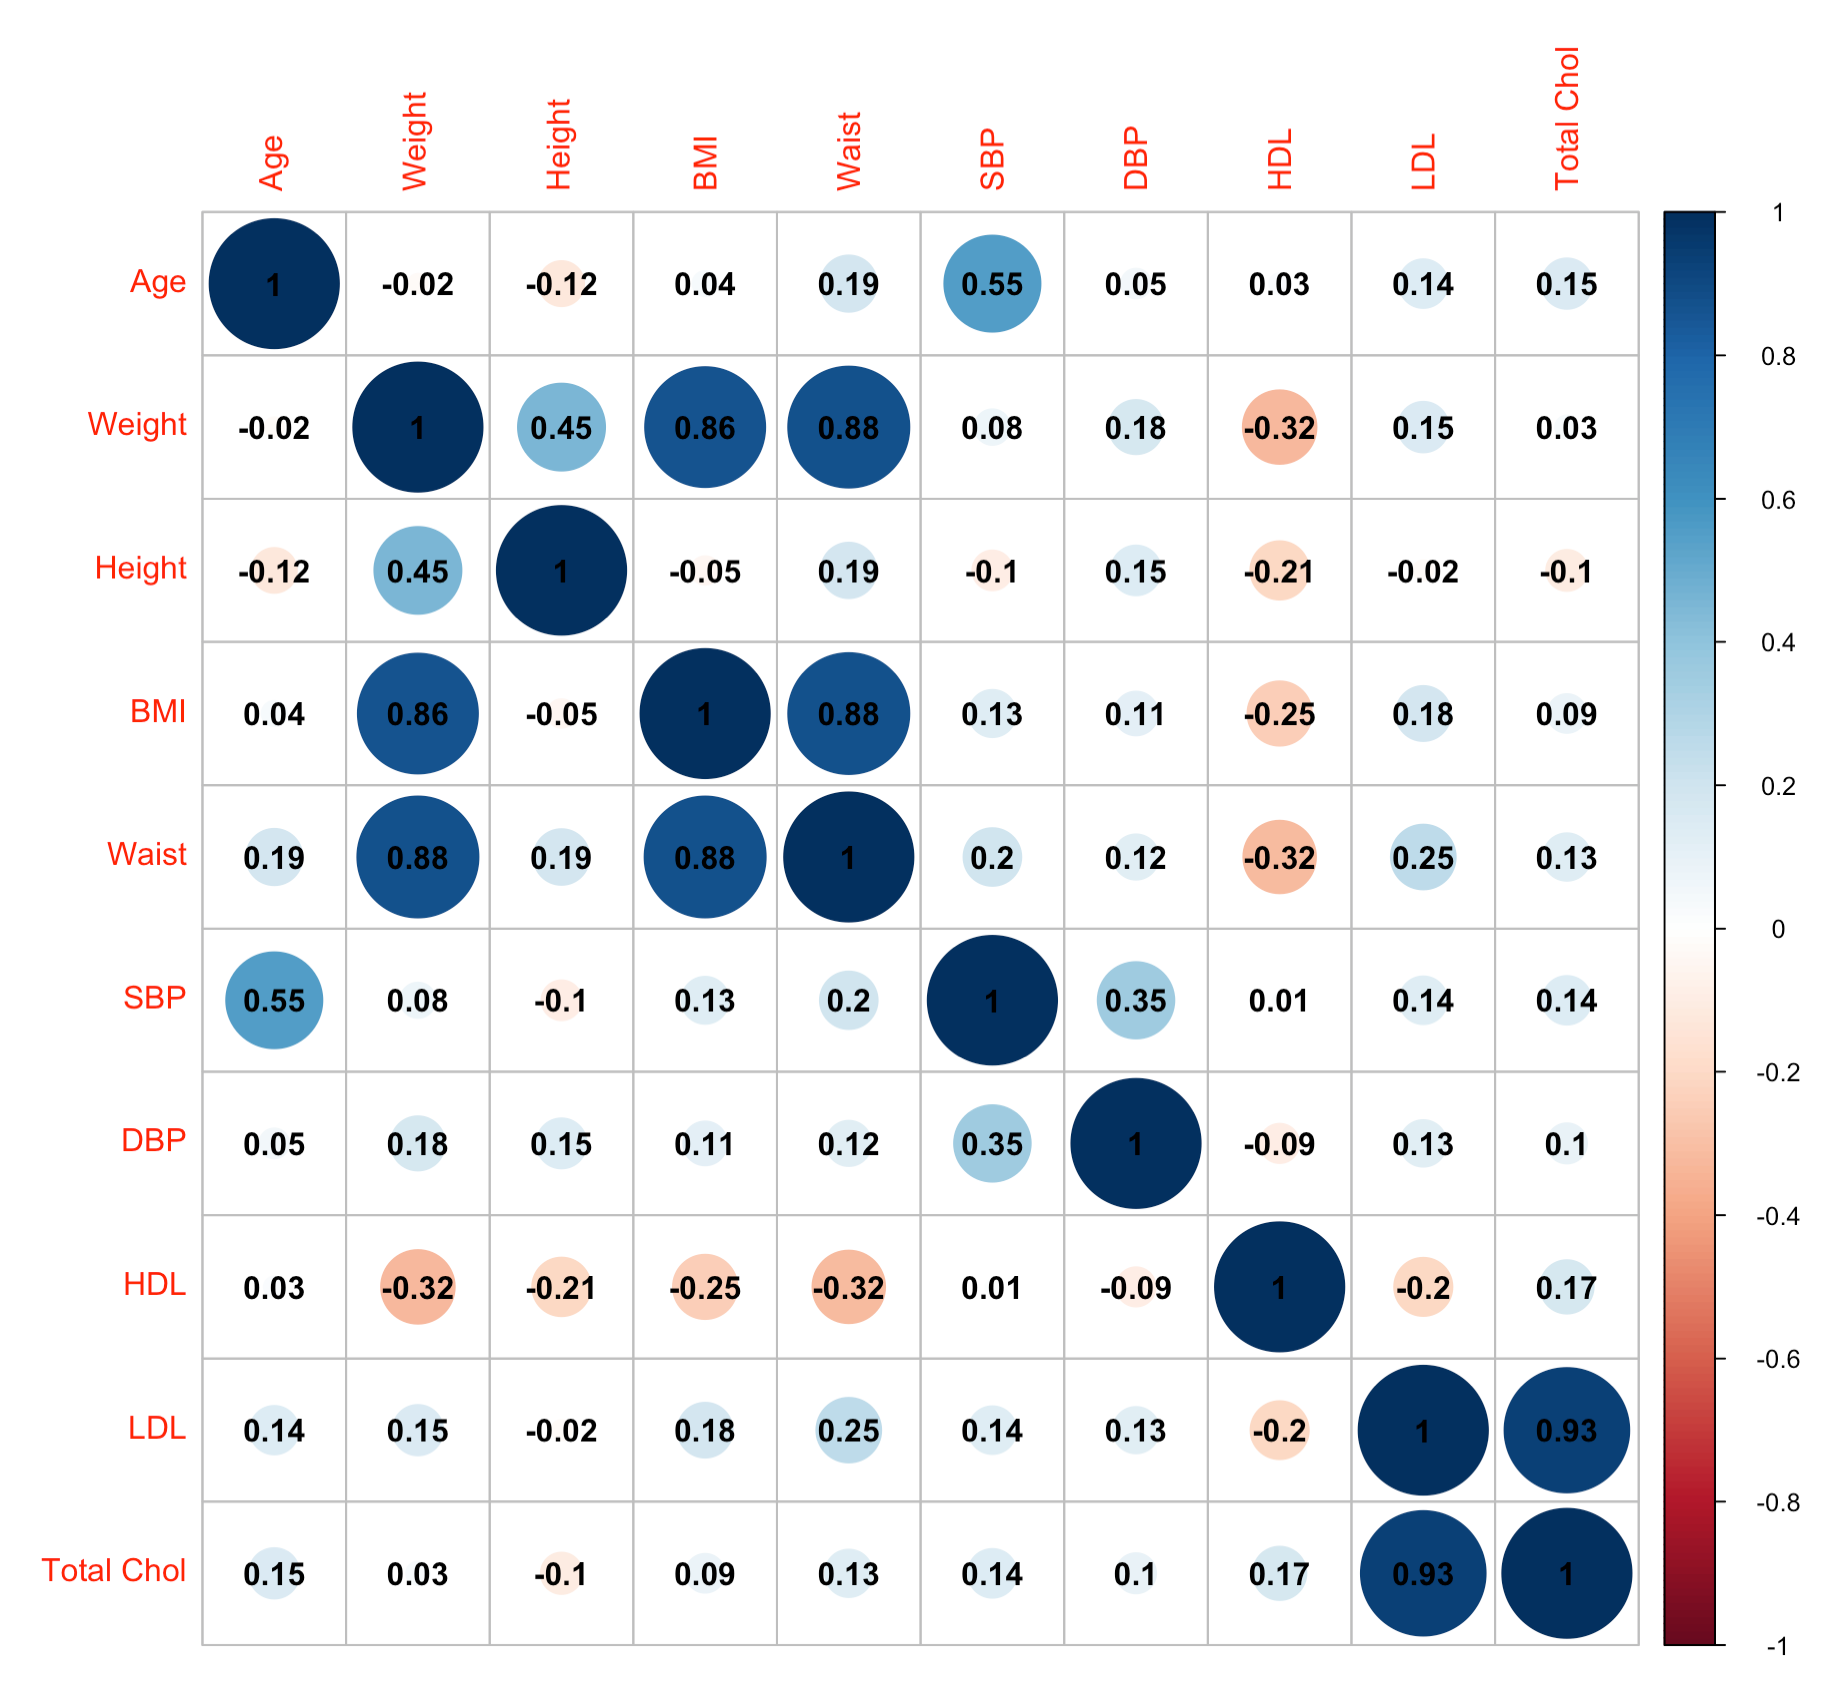 Age Weight Height BMI Waist SBP DBP HDL LDL Total Chol
1
Age 1 -0.02 -0.12 0.04 0.19 0.55 0.05 0.03 0.14 0.15
0.8
Weight -0.02 1 0.45 0.86 0.88 0.08 0.18 -0.32 0.15 0.03
0.6
Height -0.12 0.45 1 -0.05 0.19 -0.1 0.15 -0.21 -0.02 -0.1
0.4
BMI 0.04 0.86 -0.05 1 0.88 0.13 0.11 -0.25 0.18 0.09
0.2
Waist 0.19 0.88 0.19 0.88 1 0.2 0.12 -0.32 0.25 0.13
0
SBP 0.55 0.08 -0.1 0.13 0.2 1 0.35 0.01 0.14 0.14
-0.2
DBP 0.05 0.18 0.15 0.11 0.12 0.35 1 -0.09 0.13 0.1
-0.4
HDL 0.03 -0.32 -0.21 -0.25 -0.32 0.01 -0.09 1 -0.2 0.17
-0.6
LDL 0.14 0.15 -0.02 0.18 0.25 0.14 0.13 -0.2 1 0.93
-0.8
Total Chol 0.15 0.03 -0.1 0.09 0.13 0.14 0.1 0.17 0.93 1
-1